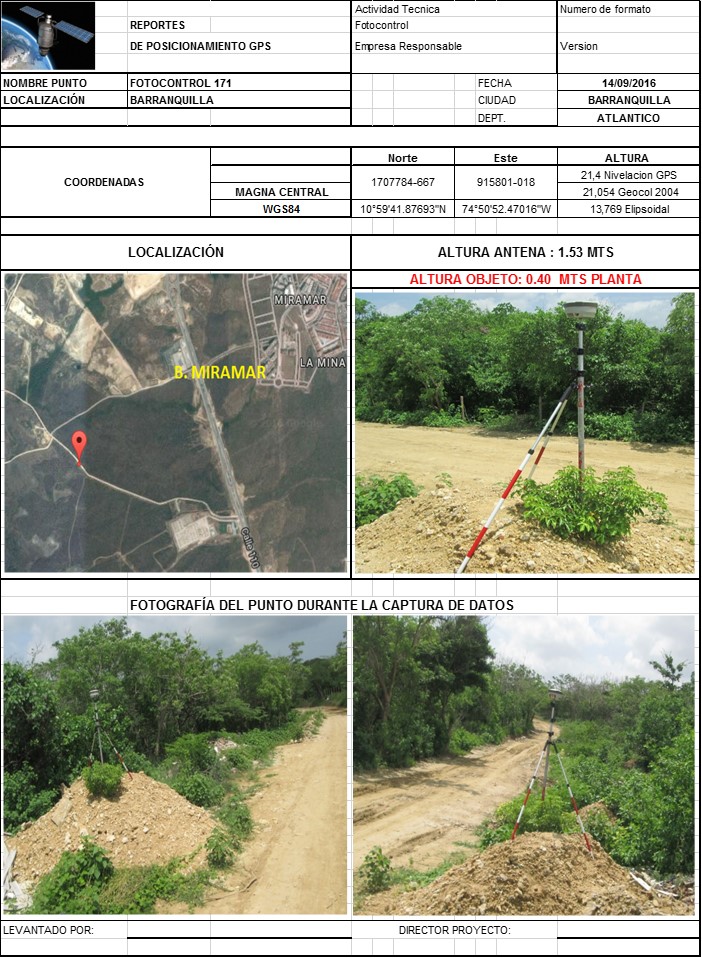 Actividad Tecnica
Numero de formato
REPORTES
Fotocontrol
DE POSICIONAMIENTO GPS
Empresa Responsable
Version
NOMBRE PUNTO
FOTOCONTROL 171
FECHA
14/09/2016
LOCALIZACIÓN
BARRANQUILLA
CIUDAD
BARRANQUILLA
DEPT.
ATLANTICO
COORDENADAS
Norte
Este
ALTURA
1707784-667
915801-018
21,4 Nivelacion GPS
MAGNA CENTRAL
21,054 Geocol 2004
WGS84
10°59'41.87693"N
74°50'52.47016"W
13,769 Elipsoidal
LOCALIZACIÓN
ALTURA ANTENA : 1.53 MTS
ALTURA OBJETO: 0.40 MTS PLANTA
MIRAMAR
LA MINA
B. MIRAMAR
Google
Calle 110
FOTOGRAFÍA DEL PUNTO DURANTE LA CAPTURA DE DATOS
LEVANTADO POR:
DIRECTOR PROYECTO: